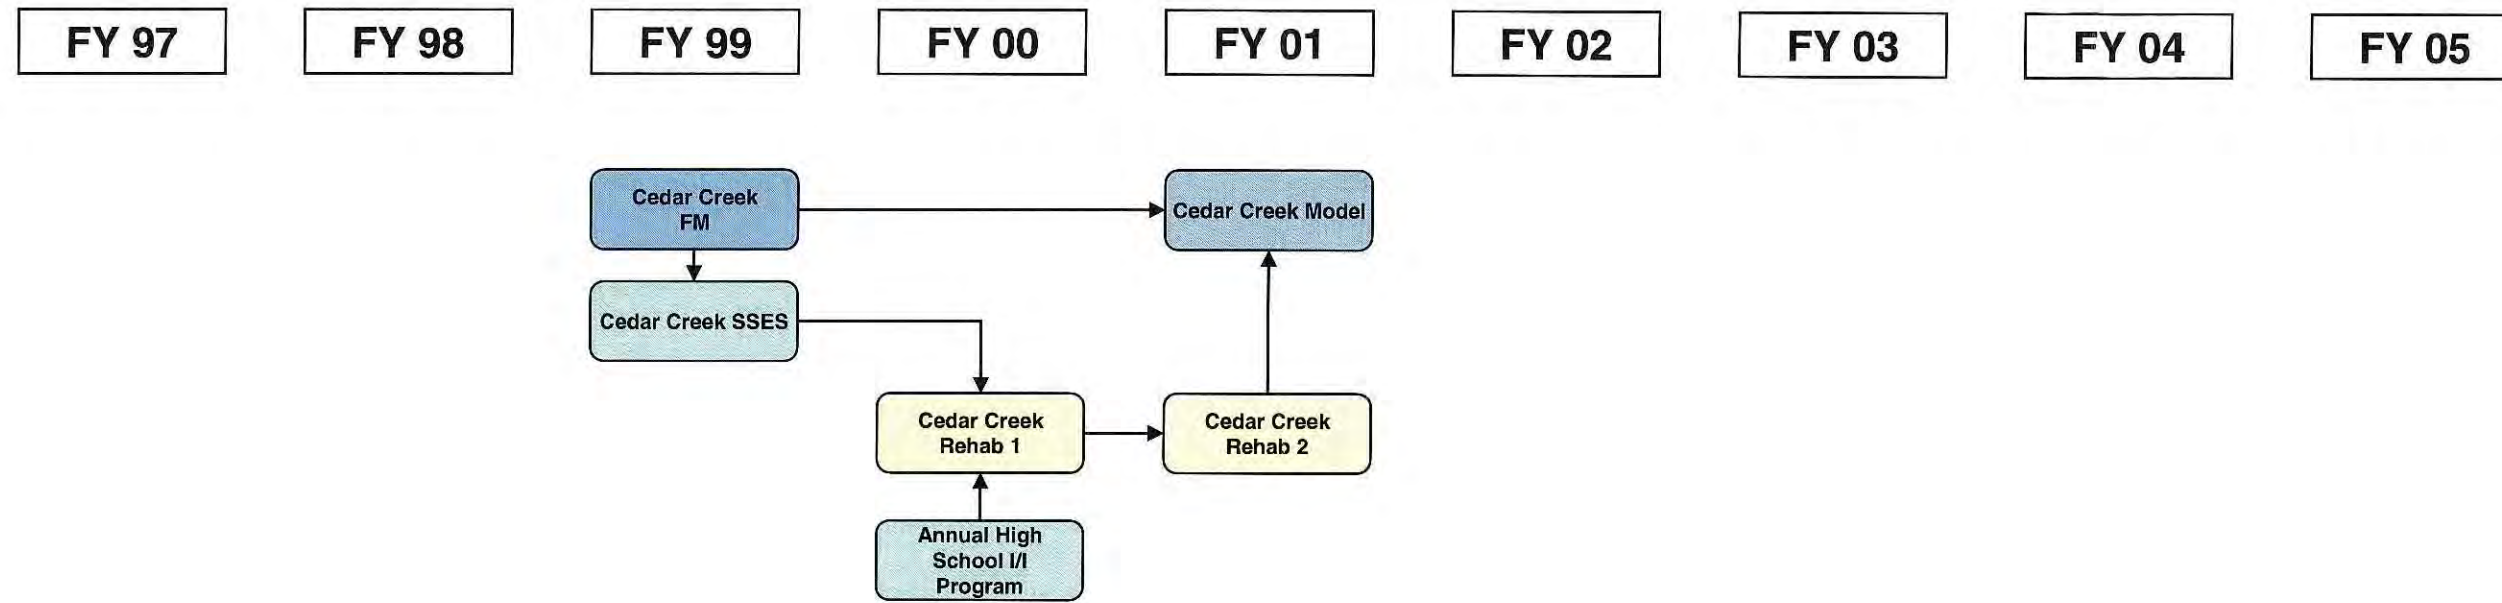 FY 97
FY 98
FY 99
FY 00
FY 01
FY 02
FY 03
FY 04
FY 05
Cedar Creek
FM
Cedar Creek Model
Cedar Creek SSES
Cedar Creek
Rehab 1
Cedar Creek
Rehab 2
Annual High
School I/I
Program